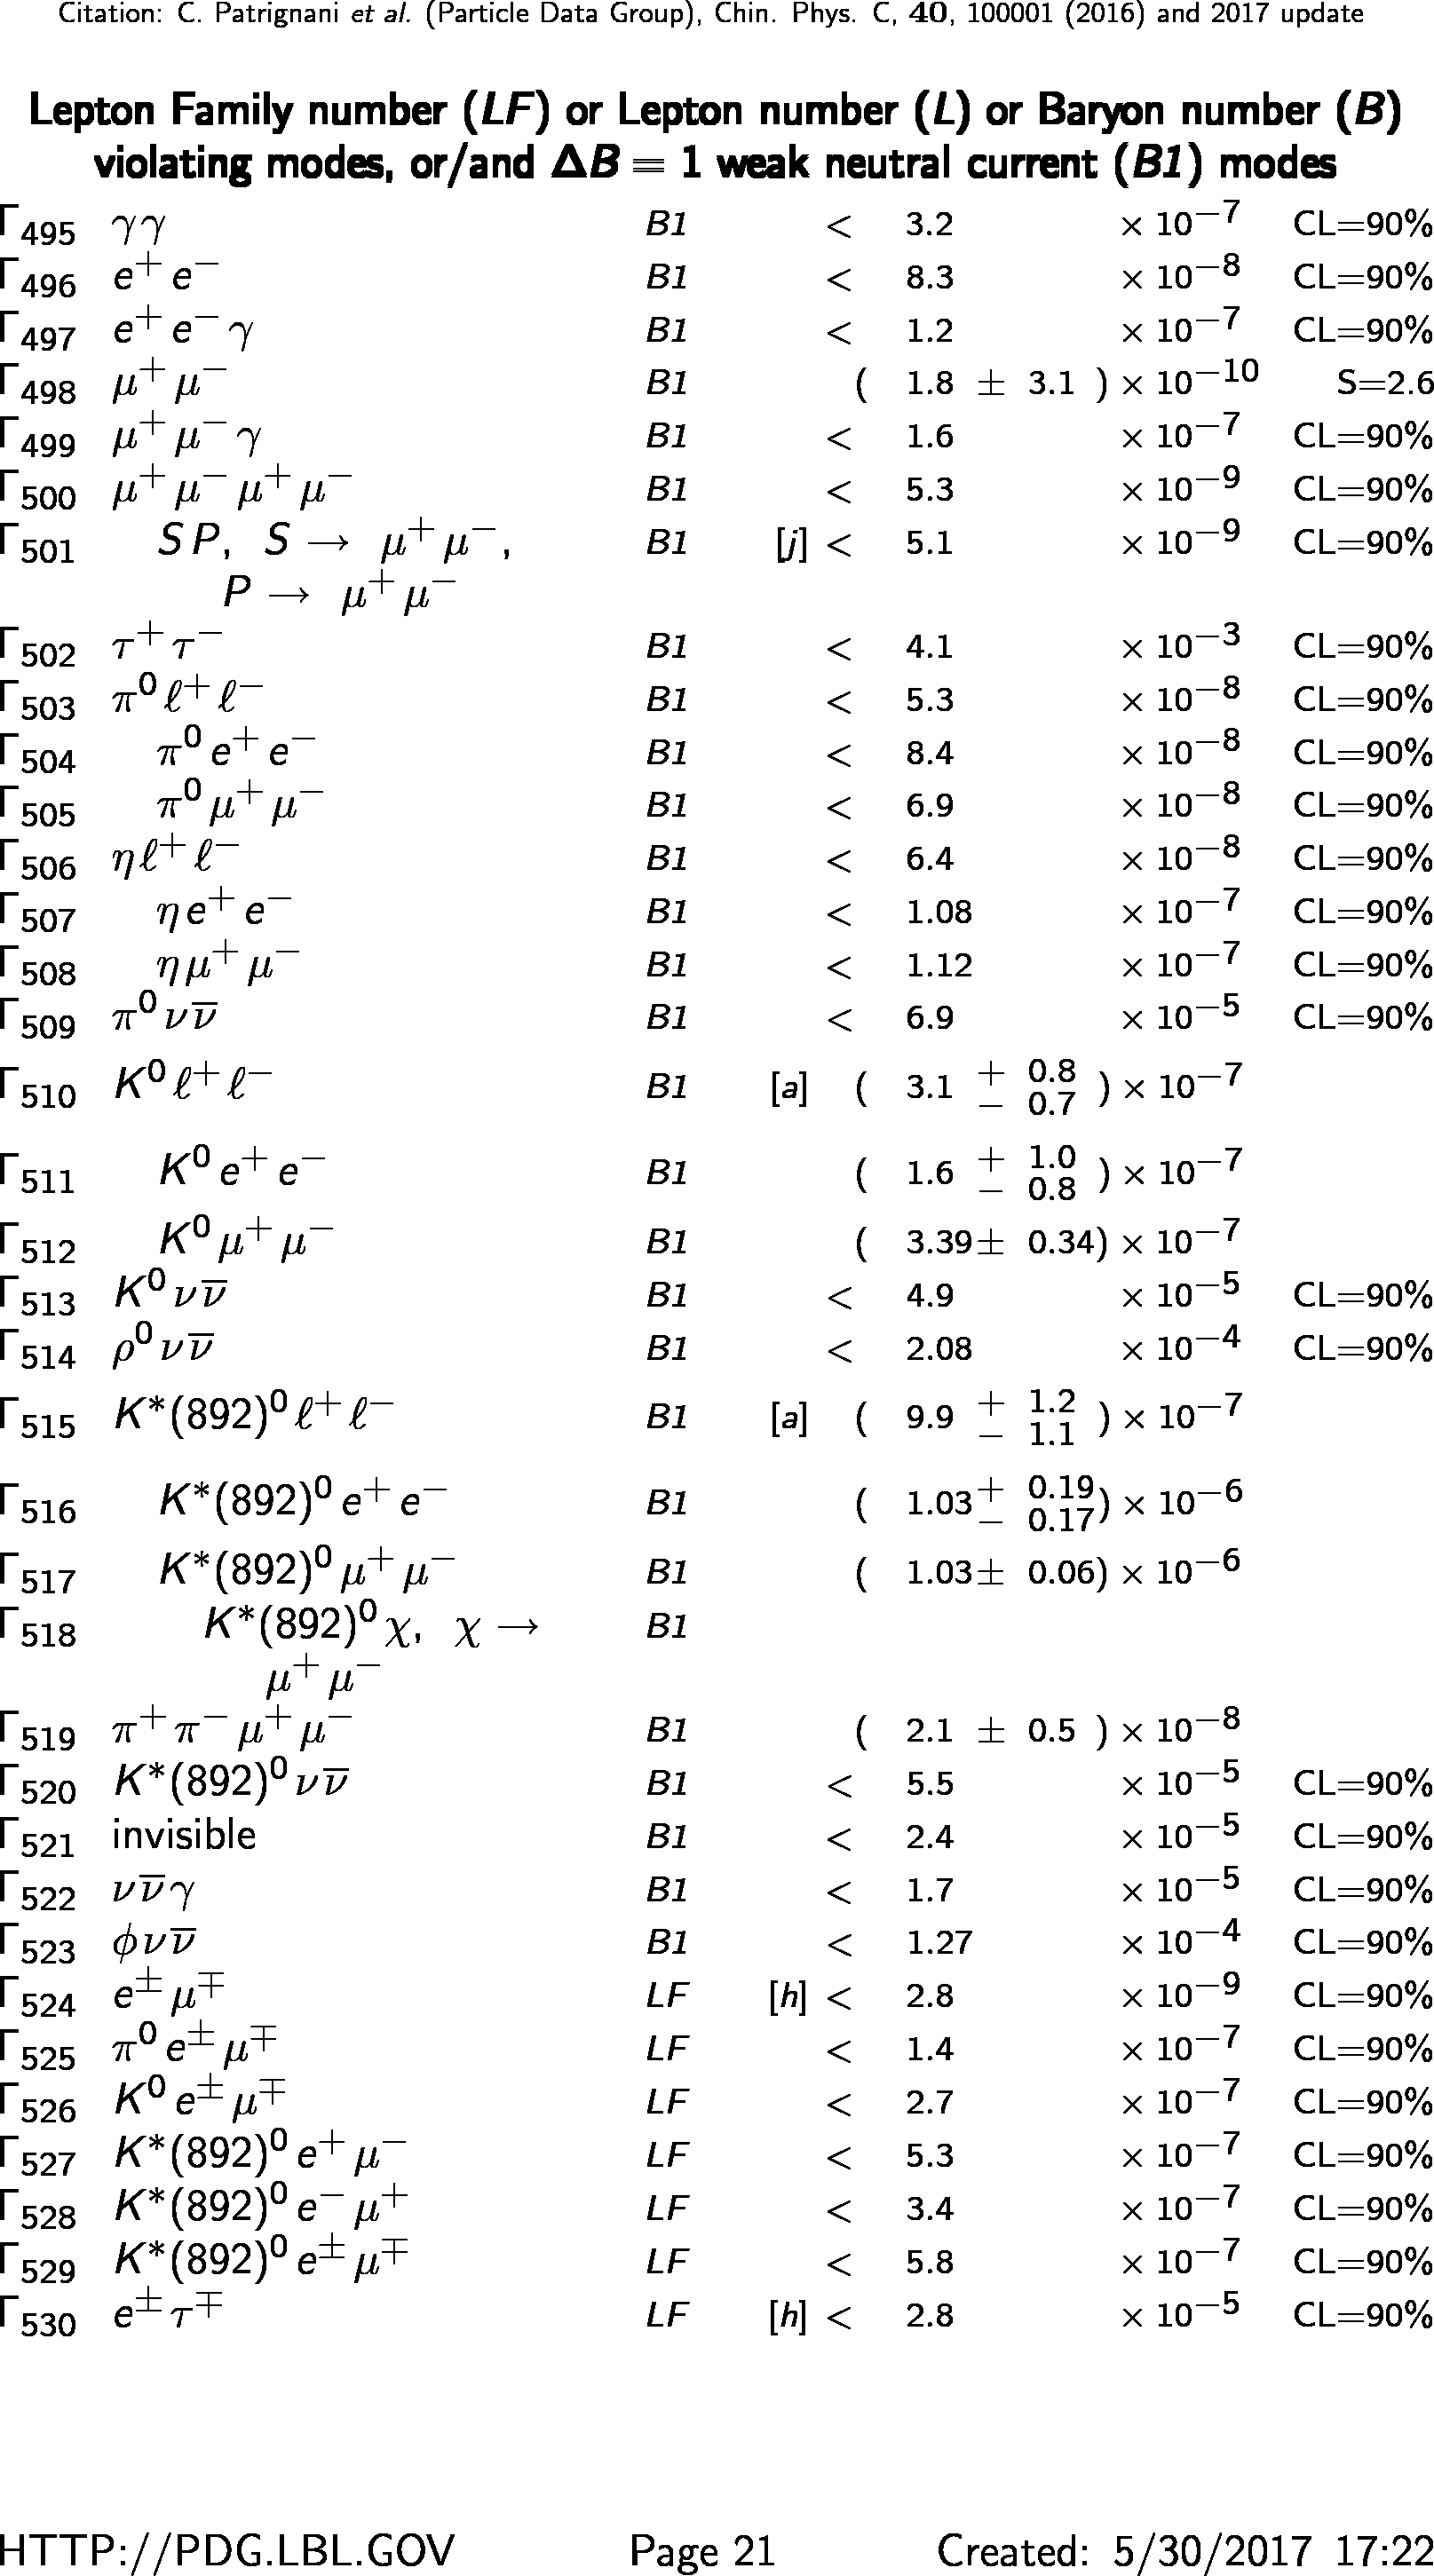 Citation: C. Patrignani et al. (Particle Data Group), Chin. Phys. C, 40, 100001 (2016) and 2017 update
Lepton Family number (LF) or Lepton number (L) or Baryon number (B)
violating modes, or/and ΔB = 1 weak neutral current (B1) modes
Γ495 γγ B1 < 3.2 × 10⁻⁷ CL=90%
Γ496 e⁺ e⁻ B1 < 8.3 × 10⁻⁸ CL=90%
Γ497 e⁺ e⁻ γ B1 < 1.2 × 10⁻⁷ CL=90%
Γ498 μ⁺ μ⁻ B1 ( 1.8 ± 3.1 ) × 10⁻¹⁰ S=2.6
Γ499 μ⁺ μ⁻ γ B1 < 1.6 × 10⁻⁷ CL=90%
Γ500 μ⁺ μ⁻ μ⁺ μ⁻ B1 < 5.3 × 10⁻⁹ CL=90%
Γ501 S P, S → μ⁺ μ⁻, B1 [j] < 5.1 × 10⁻⁹ CL=90%
P → μ⁺ μ⁻
Γ502 τ⁺ τ⁻ B1 < 4.1 × 10⁻³ CL=90%
Γ503 π⁰ ℓ⁺ ℓ⁻ B1 < 5.3 × 10⁻⁸ CL=90%
Γ504 π⁰ e⁺ e⁻ B1 < 8.4 × 10⁻⁸ CL=90%
Γ505 π⁰ μ⁺ μ⁻ B1 < 6.9 × 10⁻⁸ CL=90%
Γ506 η ℓ⁺ ℓ⁻ B1 < 6.4 × 10⁻⁸ CL=90%
Γ507 η e⁺ e⁻ B1 < 1.08 × 10⁻⁷ CL=90%
Γ508 η μ⁺ μ⁻ B1 < 1.12 × 10⁻⁷ CL=90%
Γ509 π⁰ ν ν̅ B1 < 6.9 × 10⁻⁵ CL=90%
Γ510 K⁰ ℓ⁺ ℓ⁻ B1 [a] ( 3.1 + 0.8 − 0.7 ) × 10⁻⁷
Γ511 K⁰ e⁺ e⁻ B1 ( 1.6 + 1.0 − 0.8 ) × 10⁻⁷
Γ512 K⁰ μ⁺ μ⁻ B1 ( 3.39± 0.34) × 10⁻⁷
Γ513 K⁰ ν ν̅ B1 < 4.9 × 10⁻⁵ CL=90%
Γ514 ρ⁰ ν ν̅ B1 < 2.08 × 10⁻⁴ CL=90%
Γ515 K*(892)⁰ ℓ⁺ ℓ⁻ B1 [a] ( 9.9 + 1.2 − 1.1 ) × 10⁻⁷
Γ516 K*(892)⁰ e⁺ e⁻ B1 ( 1.03+ 0.19 − 0.17) × 10⁻⁶
Γ517 K*(892)⁰ μ⁺ μ⁻ B1 ( 1.03± 0.06) × 10⁻⁶
Γ518 K*(892)⁰ χ, χ → B1
μ⁺ μ⁻
Γ519 π⁺ π⁻ μ⁺ μ⁻ B1 ( 2.1 ± 0.5 ) × 10⁻⁸
Γ520 K*(892)⁰ ν ν̅ B1 < 5.5 × 10⁻⁵ CL=90%
Γ521 invisible B1 < 2.4 × 10⁻⁵ CL=90%
Γ522 ν ν̅ γ B1 < 1.7 × 10⁻⁵ CL=90%
Γ523 ϕ ν ν̅ B1 < 1.27 × 10⁻⁴ CL=90%
Γ524 e± μ∓ LF [h] < 2.8 × 10⁻⁹ CL=90%
Γ525 π⁰ e± μ∓ LF < 1.4 × 10⁻⁷ CL=90%
Γ526 K⁰ e± μ∓ LF < 2.7 × 10⁻⁷ CL=90%
Γ527 K*(892)⁰ e⁺ μ⁻ LF < 5.3 × 10⁻⁷ CL=90%
Γ528 K*(892)⁰ e⁻ μ⁺ LF < 3.4 × 10⁻⁷ CL=90%
Γ529 K*(892)⁰ e± μ∓ LF < 5.8 × 10⁻⁷ CL=90%
Γ530 e± τ∓ LF [h] < 2.8 × 10⁻⁵ CL=90%
HTTP://PDG.LBL.GOV Page 21 Created: 5/30/2017 17:22